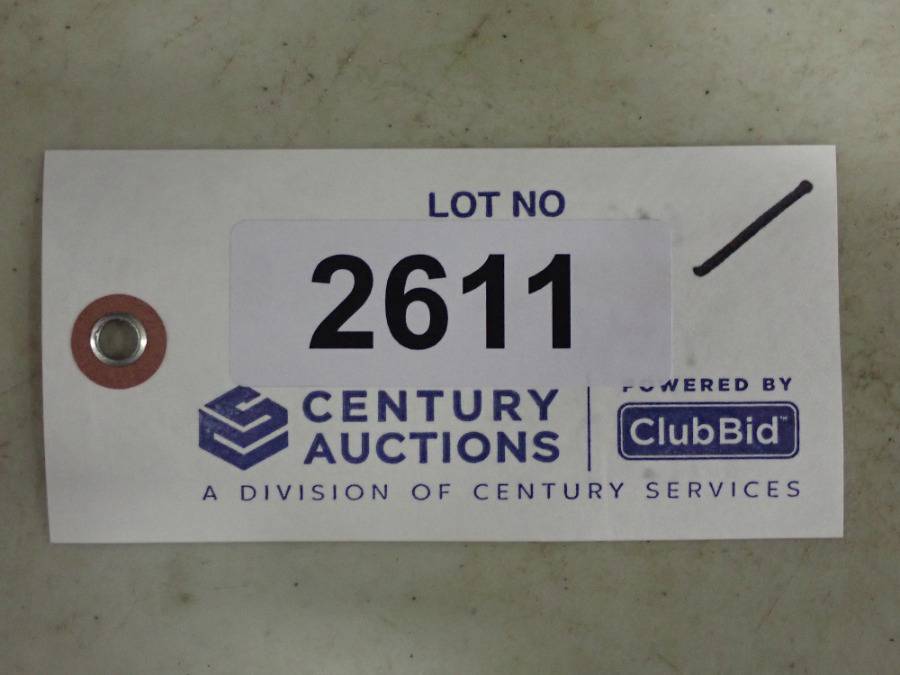 LOT NO
2611
CENTURY
AUCTIONS
POWERED BY
ClubBid™
A DIVISION OF CENTURY SERVICES